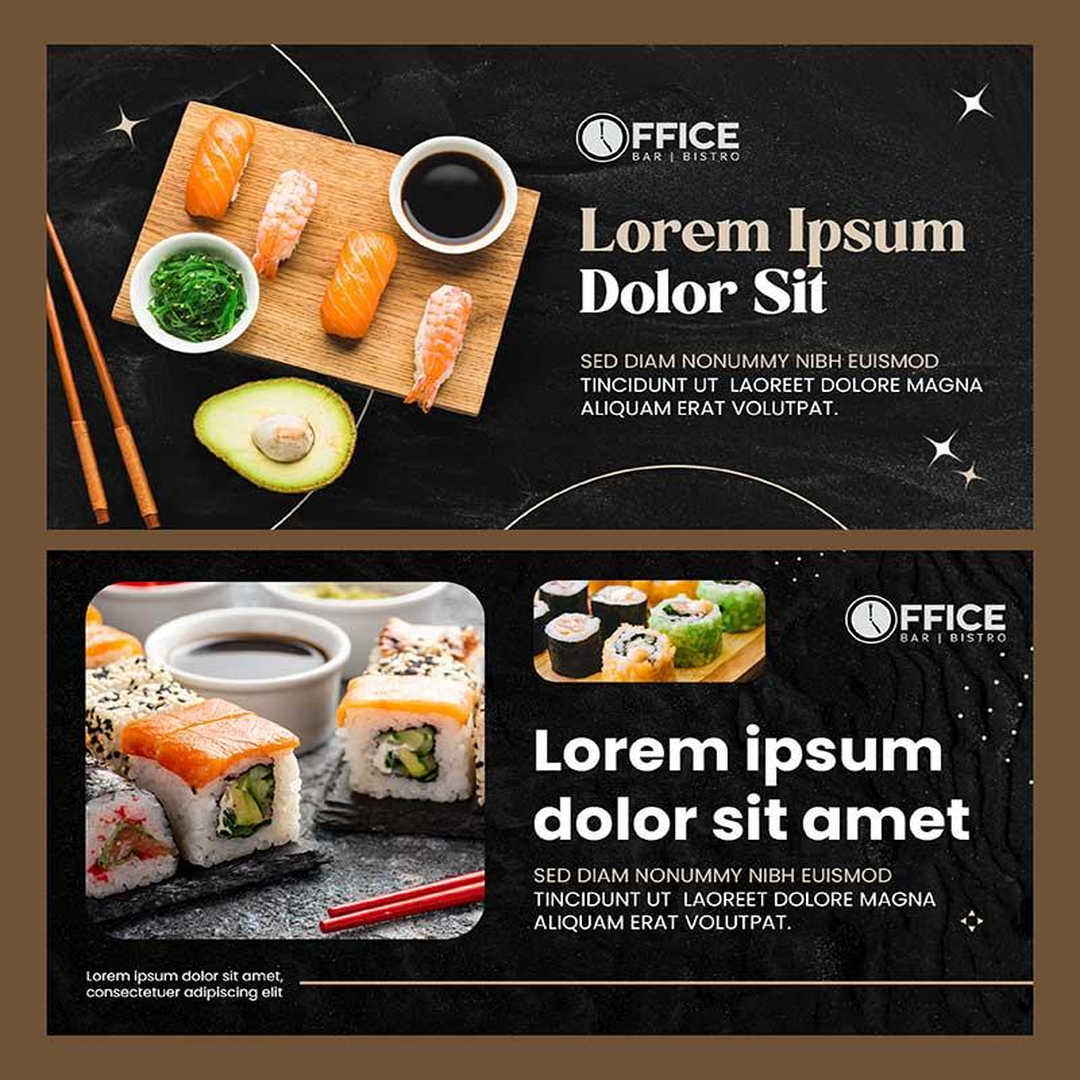 OFFICE
BAR | BISTRO
Lorem Ipsum
Dolor Sit
SED DIAM NONUMMY NIBH EUISMOD
TINCIDUNT UT LAOREET DOLORE MAGNA
ALIQUAM ERAT VOLUTPAT.
OFFICE
BAR | BISTRO
Lorem ipsum
dolor sit amet
SED DIAM NONUMMY NIBH EUISMOD
TINCIDUNT UT LAOREET DOLORE MAGNA
ALIQUAM ERAT VOLUTPAT.
Lorem ipsum dolor sit amet,
consectetuer adipiscing elit